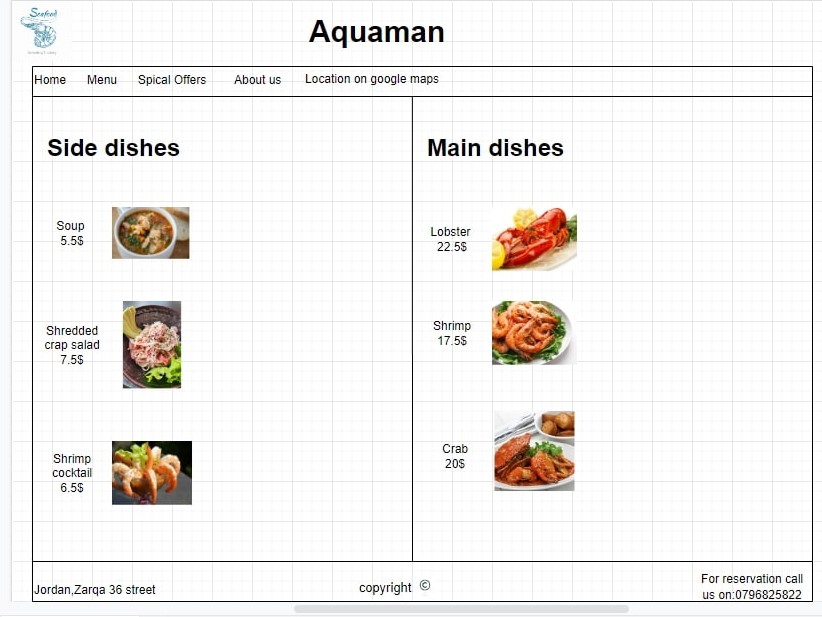 Seafood
Aquaman
Home Menu Spical Offers About us Location on google maps
Side dishes
Soup
5.5$
Shredded
crap salad
7.5$
Shrimp
cocktail
6.5$
Main dishes
Lobster
22.5$
Shrimp
17.5$
Crab
20$
Jordan,Zarqa 36 street
copyright ©
For reservation call
us on:0796825822